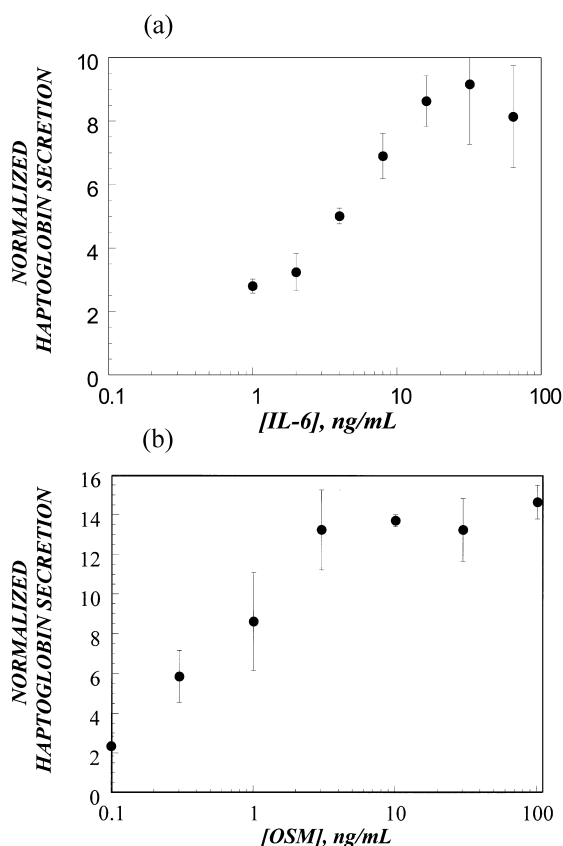 (a)
NORMALIZED
HAPTOGLOBIN SECRETION
10
8
6
4
2
0
0.1 1 10 100
[IL-6], ng/mL
(b)
NORMALIZED
HAPTOGLOBIN SECRETION
16
14
12
10
8
6
4
2
0
0.1 1 10 100
[OSM], ng/mL